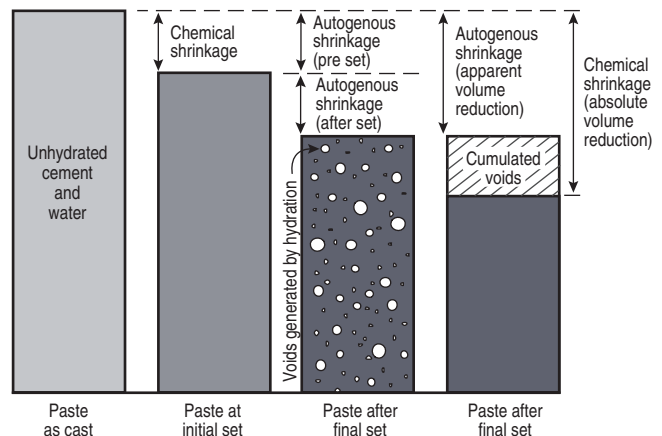 Chemical
shrinkage
Autogenous
shrinkage
(pre set)
Autogenous
shrinkage
(after set)
Autogenous
shrinkage
(apparent
volume
reduction)
Chemical
shrinkage
(absolute
volume
reduction)
Unhydrated
cement
and
water
Voids generated by hydration
Cumulated
voids
Paste
as cast
Paste at
initial set
Paste after
final set
Paste after
final set